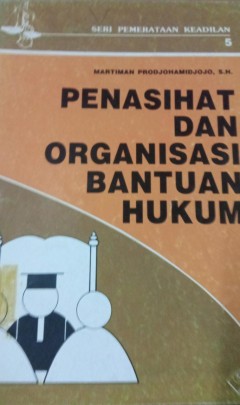 SERI PEMERATAAN KEADILAN
5
MARTIMAN PRODJOHAMIDJOJO, S.H.
PENASIHAT
DAN
ORGANISASI
BANTUAN
HUKUM